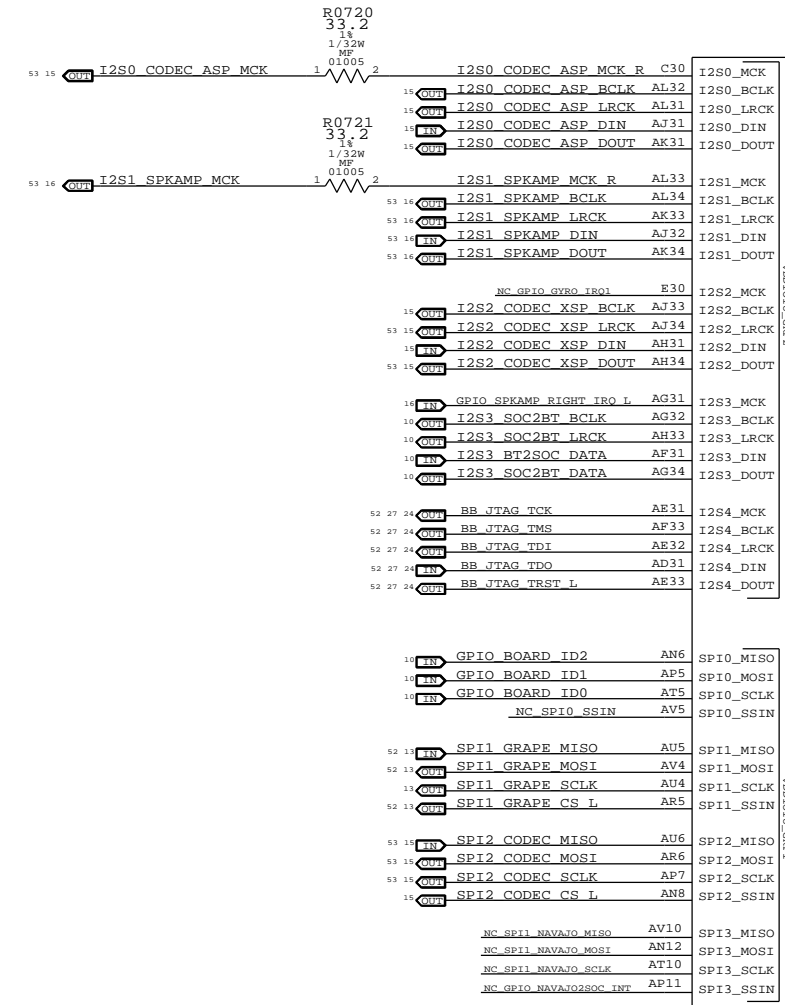 R0720
33.2
1%
1/32W
MF
01005
53 15 OUT I2S0_CODEC_ASP_MCK 1 2 I2S0_CODEC_ASP_MCK_R C30 I2S0_MCK
15 OUT I2S0_CODEC_ASP_BCLK AL32 I2S0_BCLK
15 OUT I2S0_CODEC_ASP_LRCK AL31 I2S0_LRCK
15 IN I2S0_CODEC_ASP_DIN AJ31 I2S0_DIN
15 OUT I2S0_CODEC_ASP_DOUT AK31 I2S0_DOUT
R0721
33.2
1%
1/32W
MF
01005
53 16 OUT I2S1_SPKAMP_MCK 1 2 I2S1_SPKAMP_MCK_R AL33 I2S1_MCK
53 16 OUT I2S1_SPKAMP_BCLK AL34 I2S1_BCLK
53 16 OUT I2S1_SPKAMP_LRCK AK33 I2S1_LRCK
53 16 IN I2S1_SPKAMP_DIN AJ32 I2S1_DIN
53 16 OUT I2S1_SPKAMP_DOUT AK34 I2S1_DOUT
NC_GPIO_GYRO_IRQ1 E30 I2S2_MCK
15 OUT I2S2_CODEC_XSP_BCLK AJ33 I2S2_BCLK
53 15 OUT I2S2_CODEC_XSP_LRCK AJ34 I2S2_LRCK
15 IN I2S2_CODEC_XSP_DIN AH31 I2S2_DIN
53 15 OUT I2S2_CODEC_XSP_DOUT AH34 I2S2_DOUT
16 IN GPIO_SPKAMP_RIGHT_IRQ_L AG31 I2S3_MCK
10 OUT I2S3_SOC2BT_BCLK AG32 I2S3_BCLK
10 OUT I2S3_SOC2BT_LRCK AH33 I2S3_LRCK
10 IN I2S3_BT2SOC_DATA AF31 I2S3_DIN
10 OUT I2S3_SOC2BT_DATA AG34 I2S3_DOUT
52 27 24 OUT BB_JTAG_TCK AE31 I2S4_MCK
52 27 24 OUT BB_JTAG_TMS AF33 I2S4_BCLK
52 27 24 OUT BB_JTAG_TDI AE32 I2S4_LRCK
52 27 24 IN BB_JTAG_TDO AD31 I2S4_DIN
52 27 24 OUT BB_JTAG_TRST_L AE33 I2S4_DOUT
10 IN GPIO_BOARD_ID2 AN6 SPI0_MISO
10 IN GPIO_BOARD_ID1 AP5 SPI0_MOSI
10 IN GPIO_BOARD_ID0 AT5 SPI0_SCLK
NC_SPI0_SSIN AV5 SPI0_SSIN
52 13 IN SPI1_GRAPE_MISO AU5 SPI1_MISO
52 13 OUT SPI1_GRAPE_MOSI AV4 SPI1_MOSI
13 OUT SPI1_GRAPE_SCLK AU4 SPI1_SCLK
52 13 OUT SPI1_GRAPE_CS_L AR5 SPI1_SSIN
53 15 IN SPI2_CODEC_MISO AU6 SPI2_MISO
53 15 OUT SPI2_CODEC_MOSI AR6 SPI2_MOSI
53 15 OUT SPI2_CODEC_SCLK AP7 SPI2_SCLK
15 OUT SPI2_CODEC_CS_L AN8 SPI2_SSIN
NC_SPI1_NAVAJO_MISO AV10 SPI3_MISO
NC_SPI1_NAVAJO_MOSI AN12 SPI3_MOSI
NC_SPI1_NAVAJO_SCLK AT10 SPI3_SCLK
NC_GPIO_NAVAJO2SOC_INT AP11 SPI3_SSIN